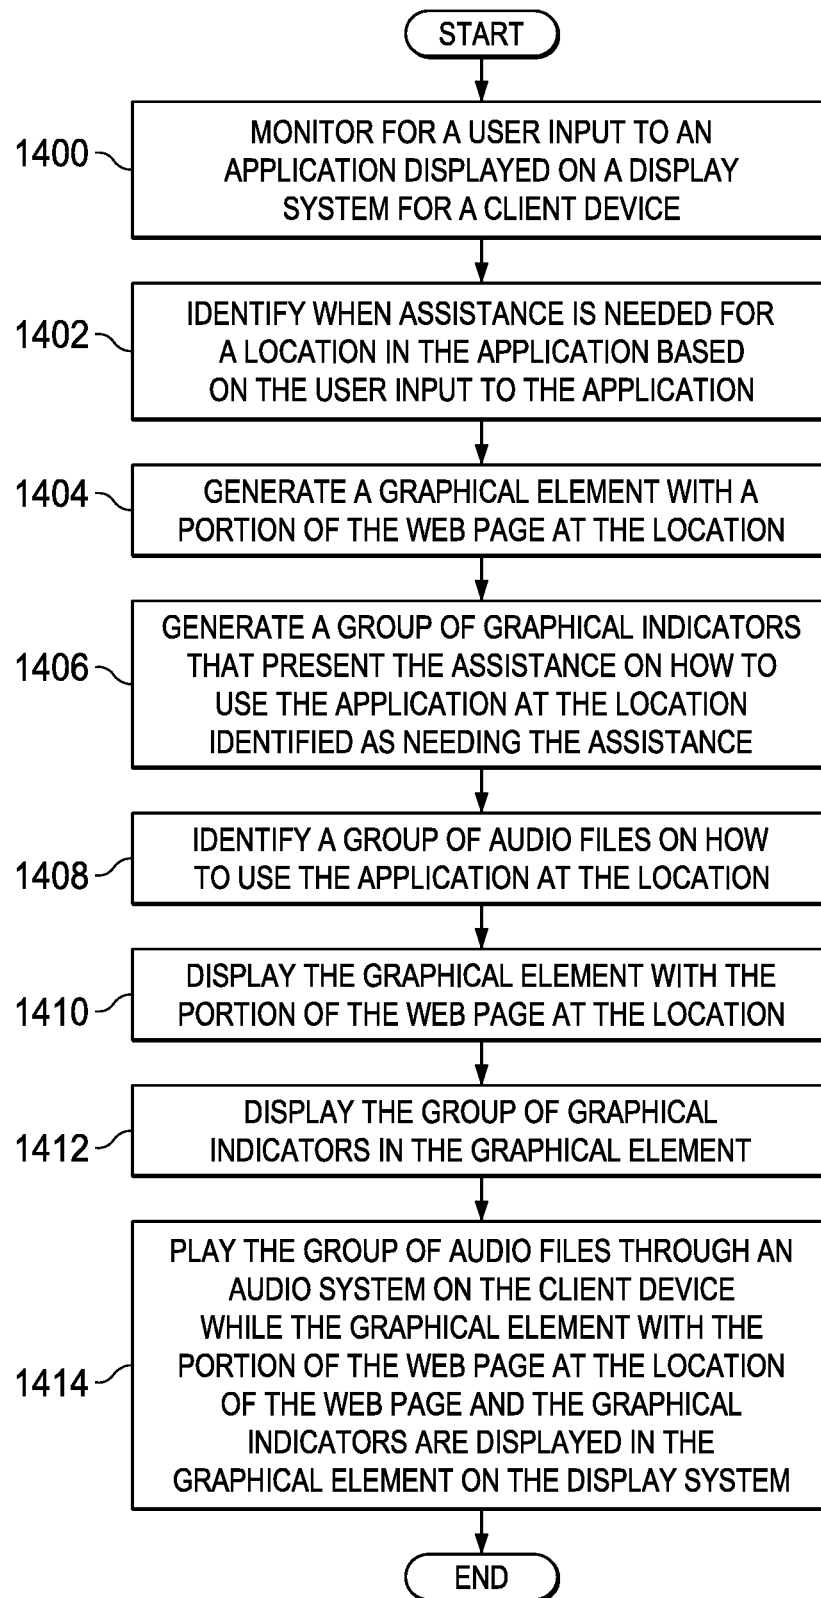 START
1400
MONITOR FOR A USER INPUT TO AN
APPLICATION DISPLAYED ON A DISPLAY
SYSTEM FOR A CLIENT DEVICE
1402
IDENTIFY WHEN ASSISTANCE IS NEEDED FOR
A LOCATION IN THE APPLICATION BASED
ON THE USER INPUT TO THE APPLICATION
1404
GENERATE A GRAPHICAL ELEMENT WITH A
PORTION OF THE WEB PAGE AT THE LOCATION
1406
GENERATE A GROUP OF GRAPHICAL INDICATORS
THAT PRESENT THE ASSISTANCE ON HOW TO
USE THE APPLICATION AT THE LOCATION
IDENTIFIED AS NEEDING THE ASSISTANCE
1408
IDENTIFY A GROUP OF AUDIO FILES ON HOW
TO USE THE APPLICATION AT THE LOCATION
1410
DISPLAY THE GRAPHICAL ELEMENT WITH THE
PORTION OF THE WEB PAGE AT THE LOCATION
1412
DISPLAY THE GROUP OF GRAPHICAL
INDICATORS IN THE GRAPHICAL ELEMENT
1414
PLAY THE GROUP OF AUDIO FILES THROUGH AN
AUDIO SYSTEM ON THE CLIENT DEVICE
WHILE THE GRAPHICAL ELEMENT WITH THE
PORTION OF THE WEB PAGE AT THE LOCATION
OF THE WEB PAGE AND THE GRAPHICAL
INDICATORS ARE DISPLAYED IN THE
GRAPHICAL ELEMENT ON THE DISPLAY SYSTEM
END